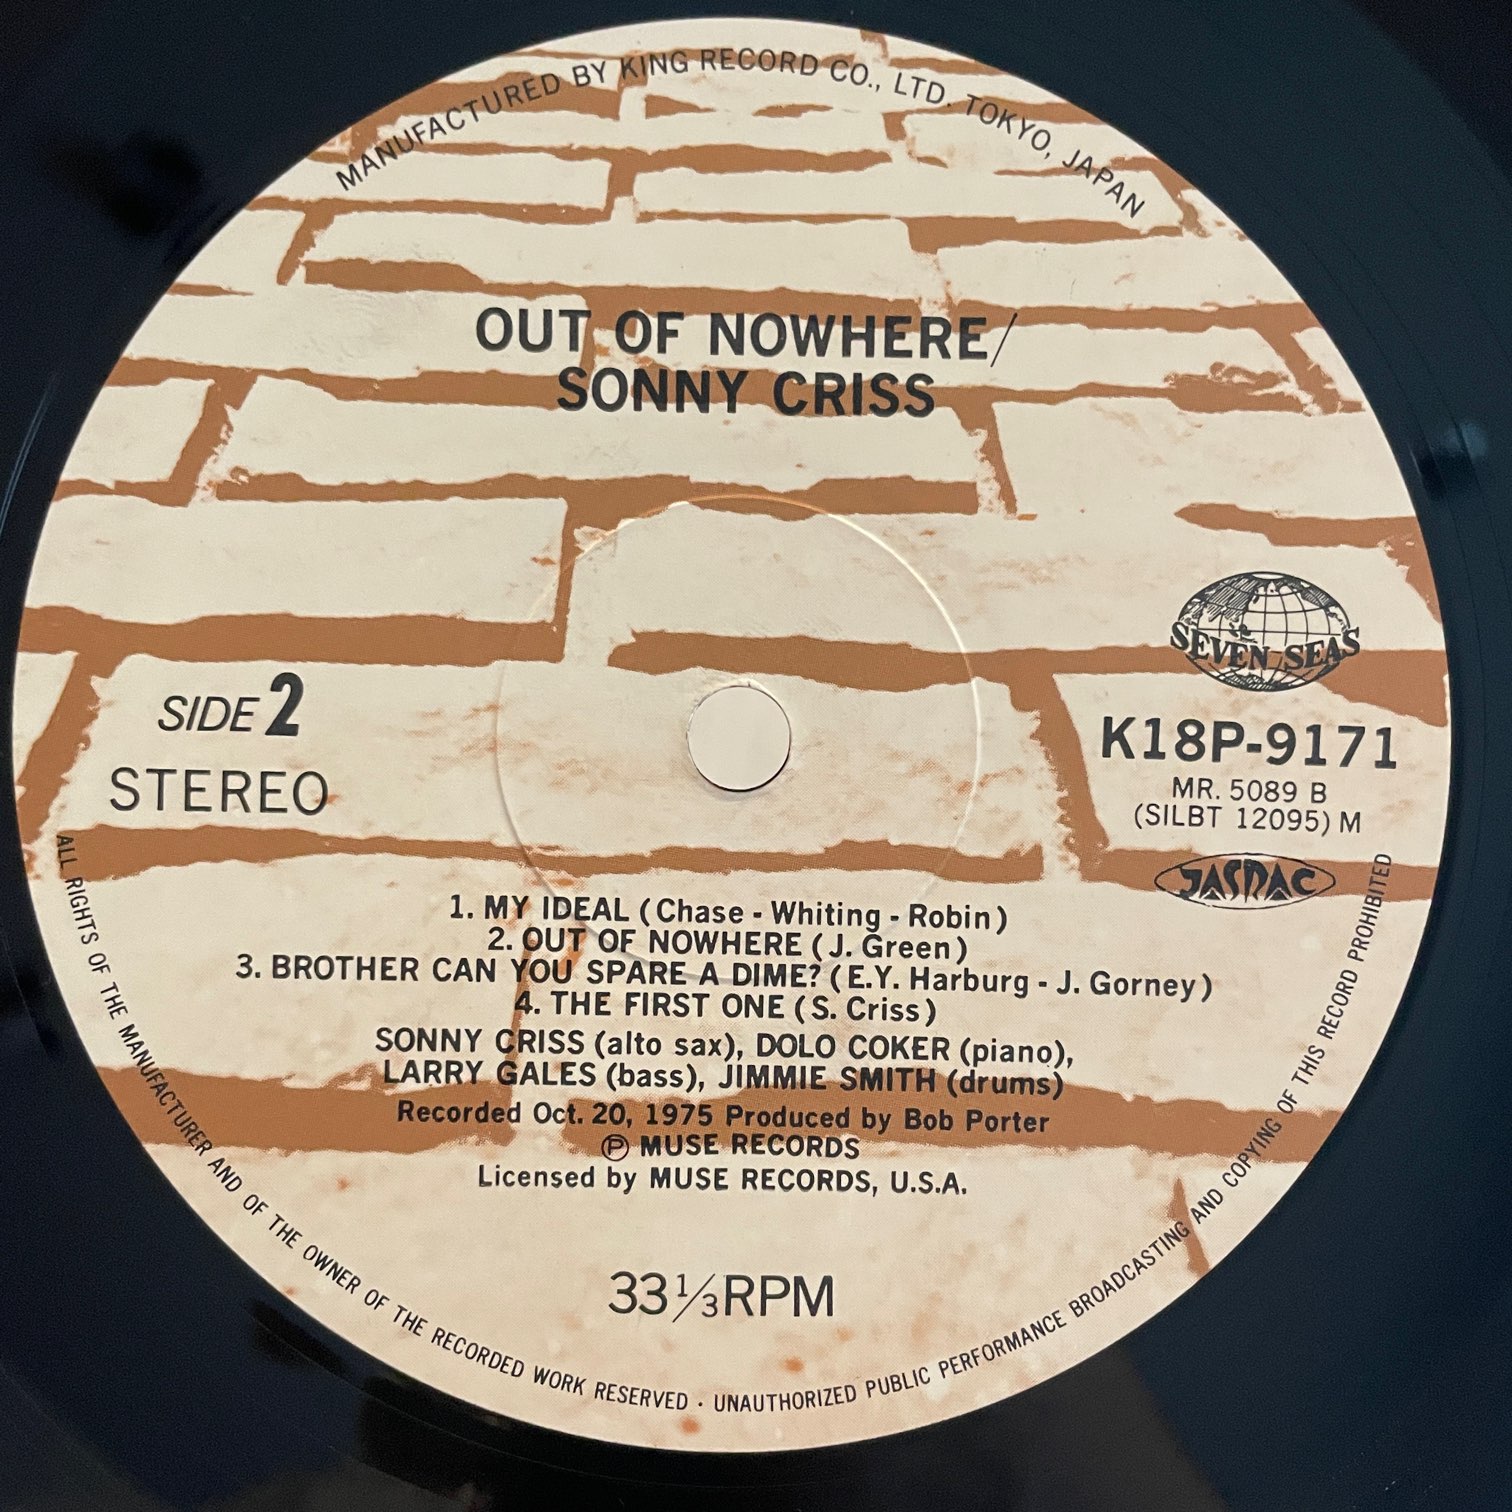 MANUFACTURED BY KING RECORD CO., LTD. TOKYO, JAPAN
OUT OF NOWHERE/
SONNY CRISS
SEVEN SEAS
SIDE 2
STEREO
K18P-9171
MR. 5089 B
(SILBT 12095) M
JASRAC
1. MY IDEAL (Chase - Whiting - Robin)
2. OUT OF NOWHERE (J. Green)
3. BROTHER CAN YOU SPARE A DIME? (E.Y. Harburg - J. Gorney)
4. THE FIRST ONE (S. Criss)
SONNY CRISS (alto sax), DOLO COKER (piano),
LARRY GALES (bass), JIMMIE SMITH (drums)
Recorded Oct. 20, 1975 Produced by Bob Porter
Ⓟ MUSE RECORDS
Licensed by MUSE RECORDS, U.S.A.
33 1/3 RPM
ALL RIGHTS OF THE MANUFACTURER AND OF THE OWNER OF THE RECORDED WORK RESERVED · UNAUTHORIZED PUBLIC PERFORMANCE BROADCASTING AND COPYING OF THIS RECORD PROHIBITED